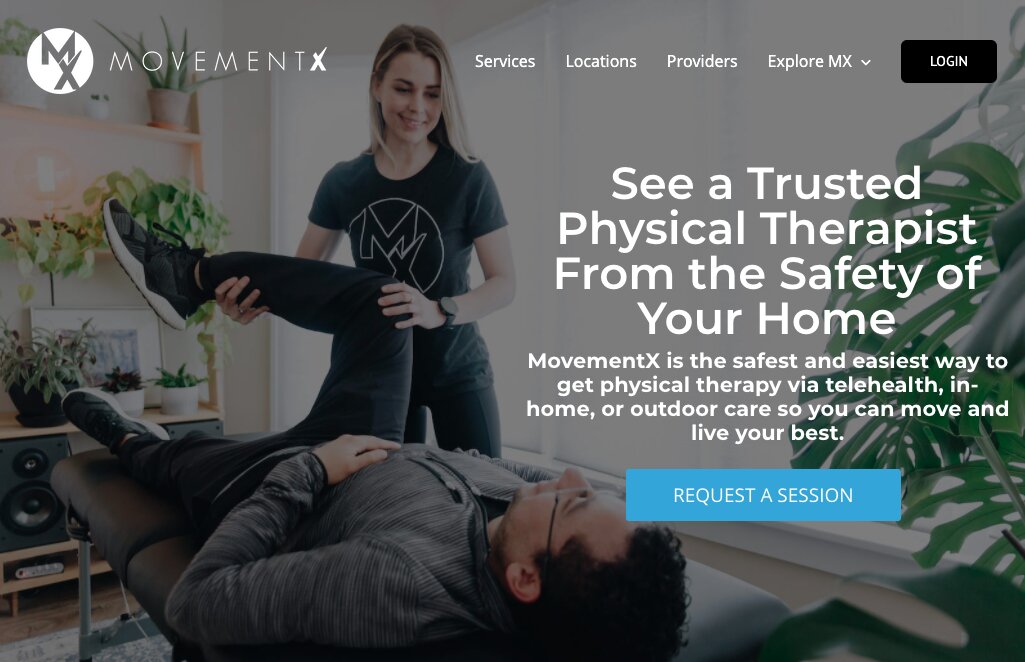 MX MOVEMENTX
Services Locations Providers Explore MX LOGIN
See a Trusted
Physical Therapist
From the Safety of
Your Home
MovementX is the safest and easiest way to
get physical therapy via telehealth, in-
home, or outdoor care so you can move and
live your best.
REQUEST A SESSION
MX